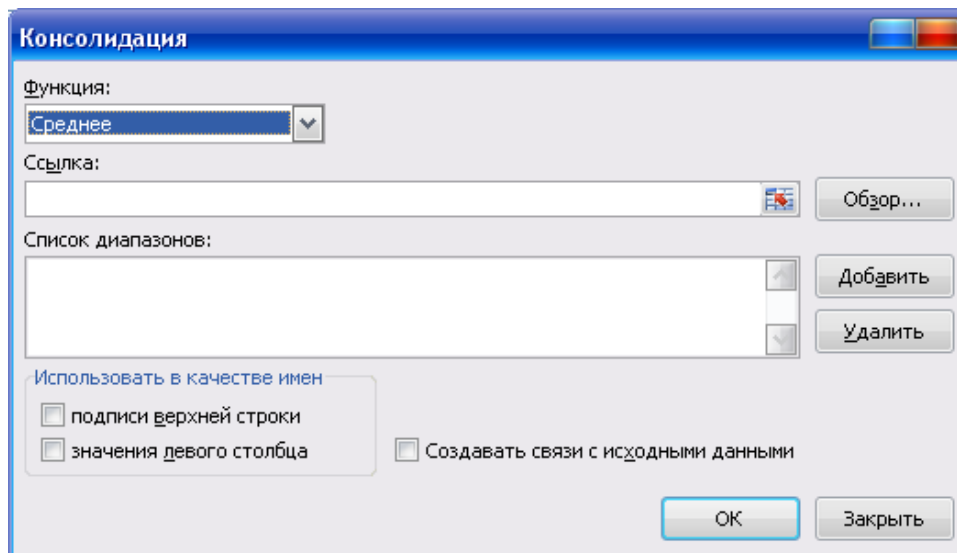 Консолидация
Функция:
Среднее
Ссылка:
Обзор...
Список диапазонов:
Добавить
Удалить
Использовать в качестве имен
подписи верхней строки
значения левого столбца
Создавать связи с исходными данными
ОК
Закрыть